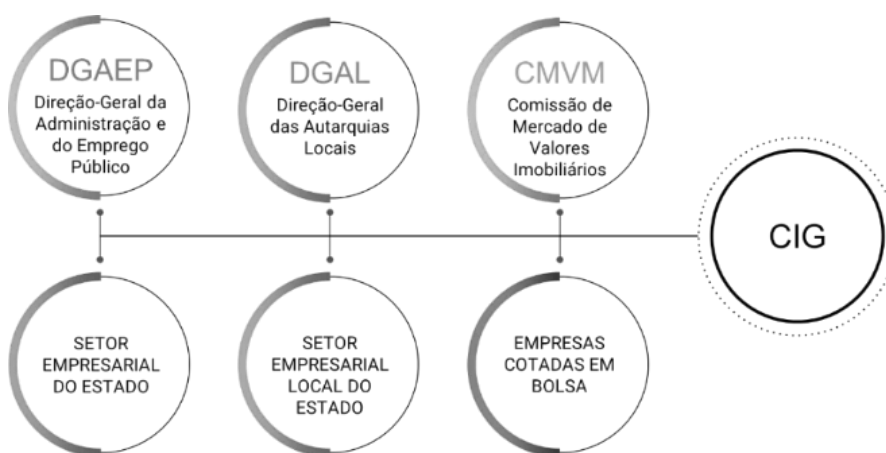 DGAEP
Direção-Geral da
Administração e
do Emprego
Público
DGAL
Direção-Geral
das Autarquias
Locais
CMVM
Comissão de
Mercado de
Valores
Imobiliários
CIG
SETOR
EMPRESARIAL
DO ESTADO
SETOR
EMPRESARIAL
LOCAL DO
ESTADO
EMPRESAS
COTADAS EM
BOLSA